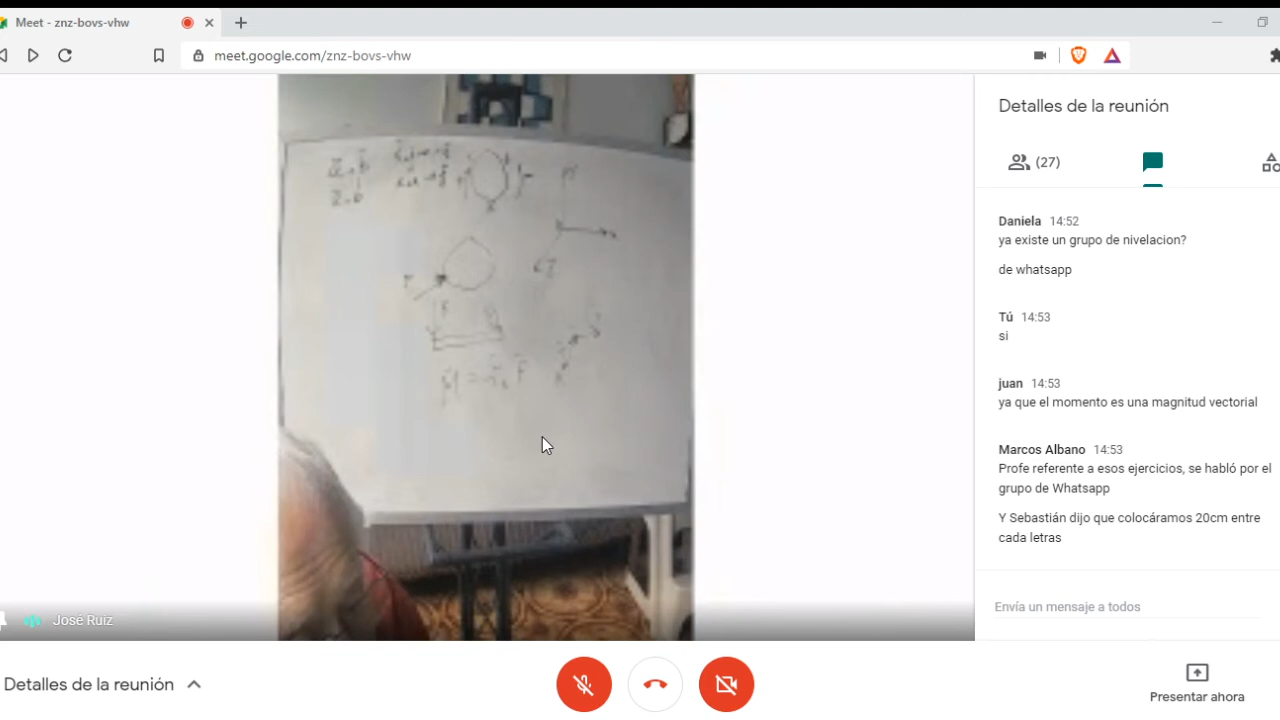 Meet - znz-bovs-vhw
meet.google.com/znz-bovs-vhw
Detalles de la reunión
(27)
Daniela 14:52
ya existe un grupo de nivelacion?
de whatsapp
Tú 14:53
si
juan 14:53
ya que el momento es una magnitud vectorial
Marcos Albano 14:53
Profe referente a esos ejercicios, se habló por el
grupo de Whatsapp
Y Sebastián dijo que colocáramos 20cm entre
cada letras
Envía un mensaje a todos
José Ruiz
Detalles de la reunión
Presentar ahora